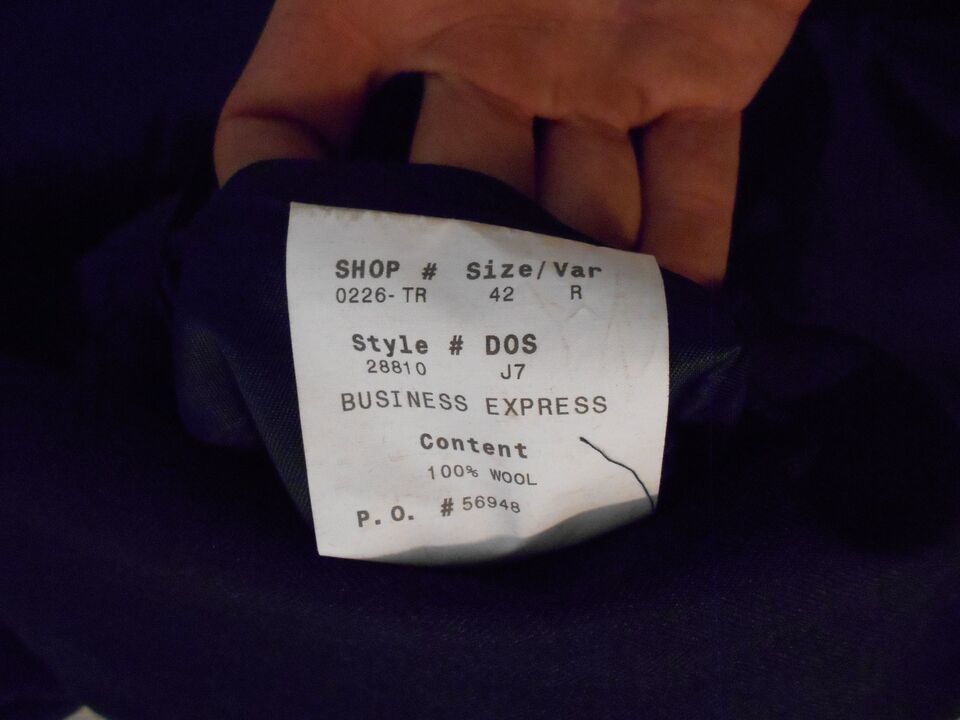 SHOP # Size/Var
0226-TR 42 R
Style # DOS
28810 J7
BUSINESS EXPRESS
Content
100% WOOL
P.O. #56948